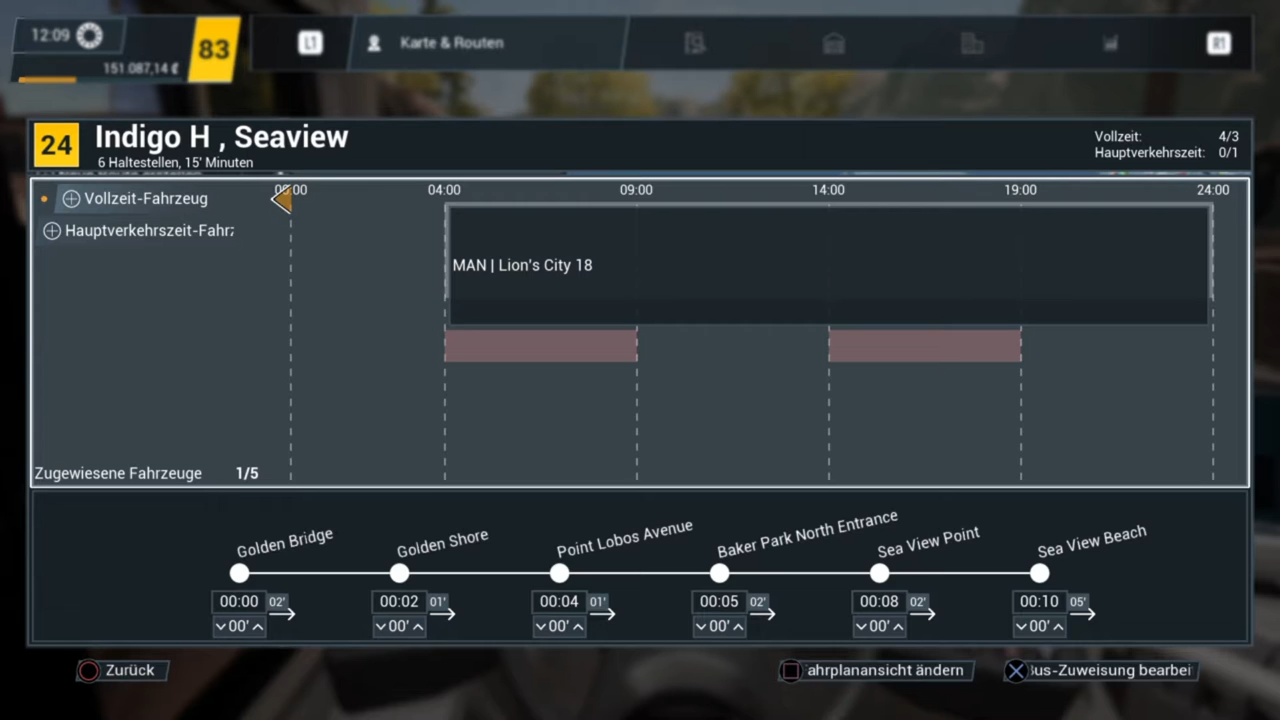 12:09
151.087,14 €
83
L1
Karte & Routen
R1
24
Indigo H , Seaview
6 Haltestellen, 15' Minuten
Vollzeit: 4/3
Hauptverkehrszeit: 0/1
Vollzeit-Fahrzeug
04:00 09:00 14:00 19:00 24:00
Hauptverkehrszeit-Fahr
MAN | Lion's City 18
Zugewiesene Fahrzeuge 1/5
Golden Bridge
Golden Shore
Point Lobos Avenue
Baker Park North Entrance
Sea View Point
Sea View Beach
00:00 02' 00:02 01' 00:04 01' 00:05 02' 00:08 02' 00:10 05'
00' 00' 00' 00' 00' 00'
Zurück
ahrplanansicht ändern
us-Zuweisung bearbei